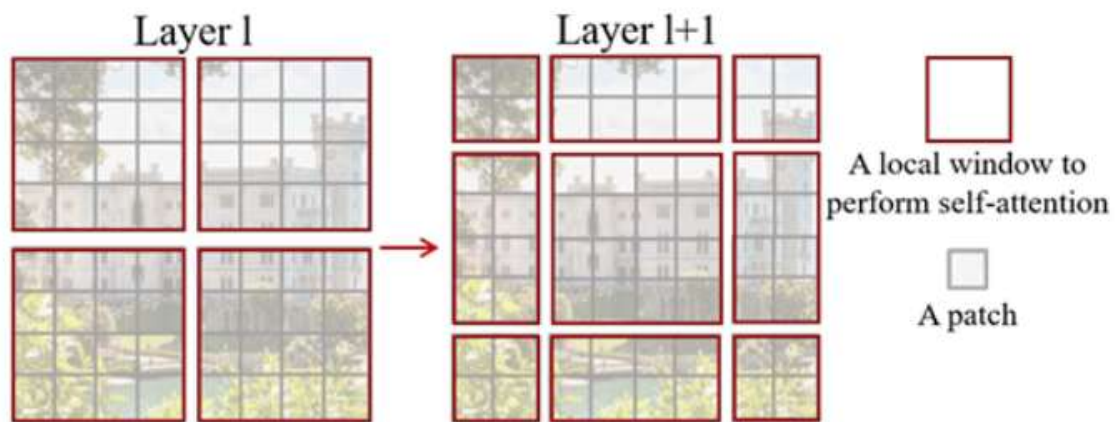 Layer l
Layer l+1
A local window to
perform self-attention
A patch